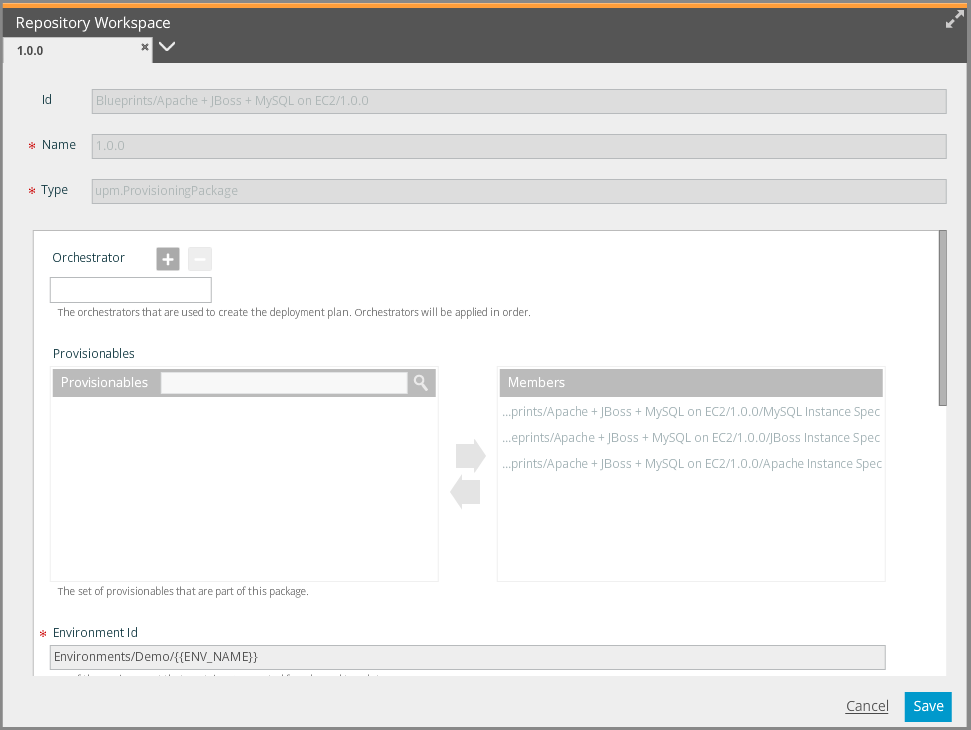 Repository Workspace
1.0.0
Id
Blueprints/Apache + JBoss + MySQL on EC2/1.0.0
* Name
1.0.0
* Type
upm.ProvisioningPackage
Orchestrator
The orchestrators that are used to create the deployment plan. Orchestrators will be applied in order.
Provisionables
Provisionables
Members
...prints/Apache + JBoss + MySQL on EC2/1.0.0/MySQL Instance Spec
...eprints/Apache + JBoss + MySQL on EC2/1.0.0/JBoss Instance Spec
...prints/Apache + JBoss + MySQL on EC2/1.0.0/Apache Instance Spec
The set of provisionables that are part of this package.
* Environment Id
Environments/Demo/{{ENV_NAME}}
Cancel
Save